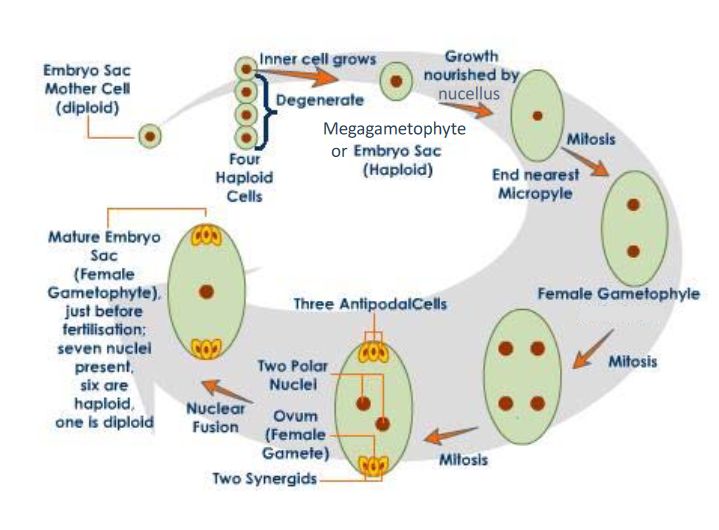 Embryo Sac
Mother Cell
(diploid)
Inner cell grows
Degenerate
Four
Haploid
Cells
Megagametophyte
or Embryo Sac
(Haploid)
Growth
nourished by
nucellus
Mitosis
End nearest
Micropyle
Female Gametophyle
Mitosis
Mitosis
Three AntipodalCells
Two Polar
Nuclei
Ovum
(Female
Gamete)
Two Synergids
Nuclear
Fusion
Mature Embryo
Sac
(Female
Gametophyte),
just before
fertilisation;
seven nuclei
present,
six are
haploid,
one is diploid